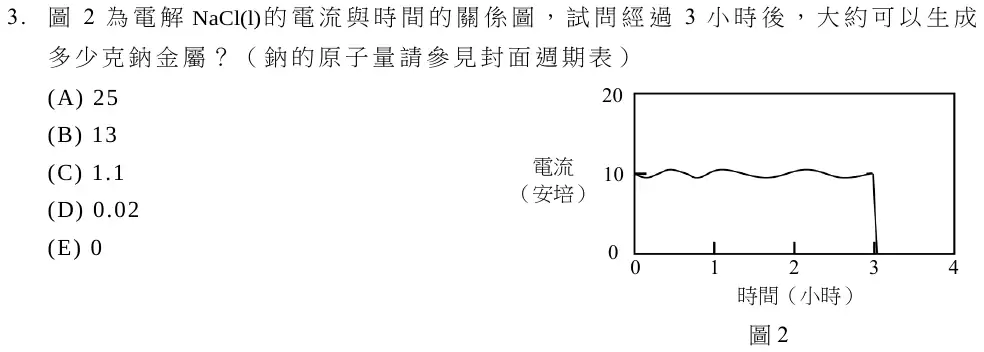 3. 圖 2 為電解 NaCl(l)的電流與時間的關係圖，試問經過 3 小時後，大約可以生成
多少克鈉金屬？（鈉的原子量請參見封面週期表）
(A) 25
(B) 13
(C) 1.1
(D) 0.02
(E) 0
20
電流
（安培）
10
0
0 1 2 3 4
時間（小時）
圖 2